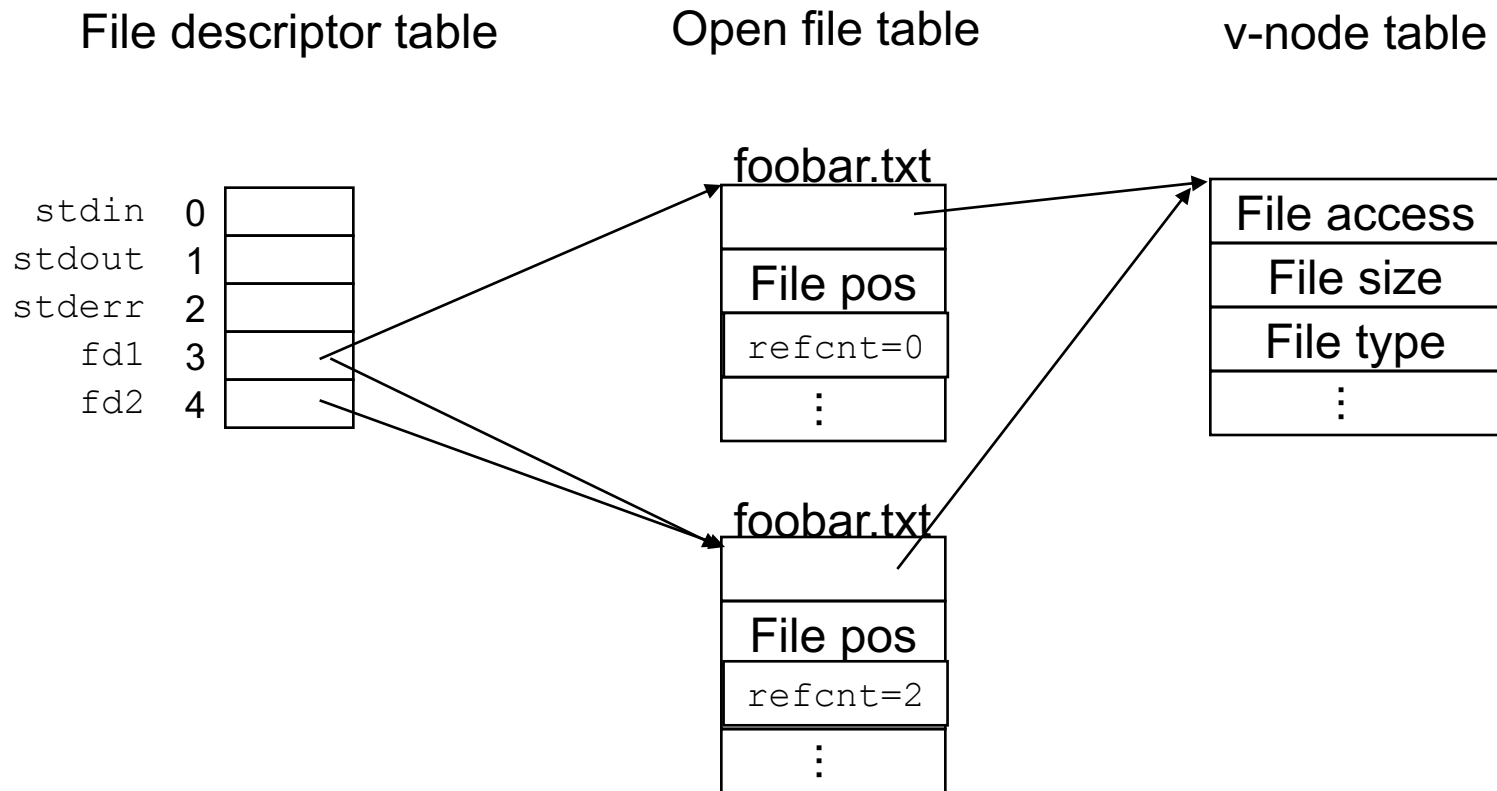 File descriptor table
Open file table
v-node table
stdin 0
stdout 1
stderr 2
fd1 3
fd2 4
foobar.txt
File pos
refcnt=0
⋮
foobar.txt
File pos
refcnt=2
⋮
File access
File size
File type
⋮